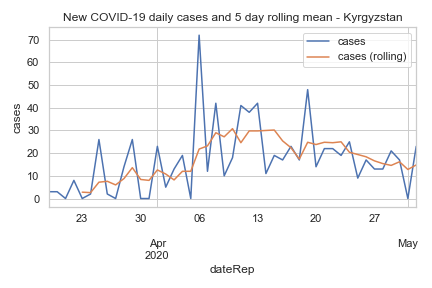 New COVID-19 daily cases and 5 day rolling mean - Kyrgyzstan
cases
cases (rolling)
cases
70
60
50
40
30
20
10
0
23
30
06
13
20
27
Apr
2020
May
dateRep